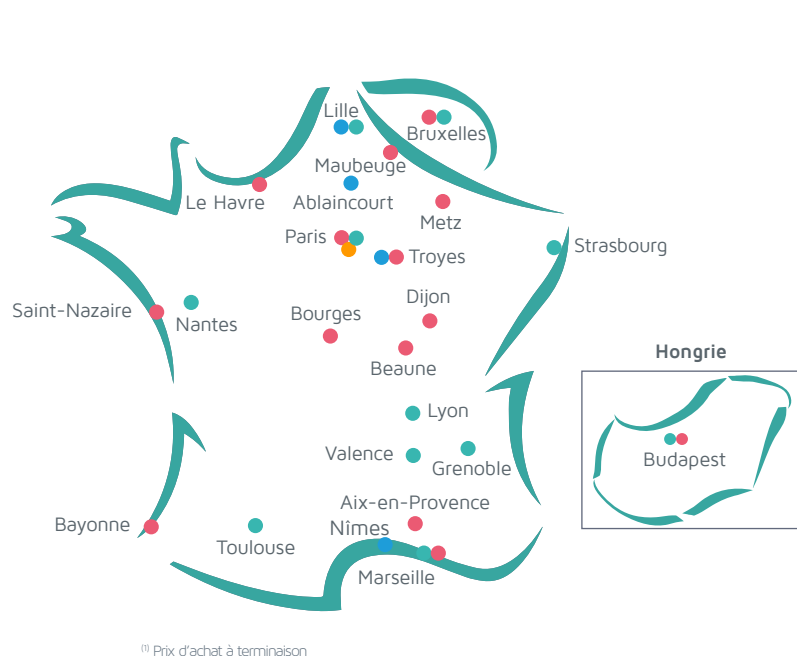 Lille
Bruxelles
Maubeuge
Le Havre
Ablaincourt
Metz
Paris
Troyes
Strasbourg
Saint-Nazaire
Nantes
Bourges
Dijon
Beaune
Hongrie
Lyon
Valence
Grenoble
Budapest
Aix-en-Provence
Bayonne
Nîmes
Toulouse
Marseille
(1) Prix d'achat à terminaison